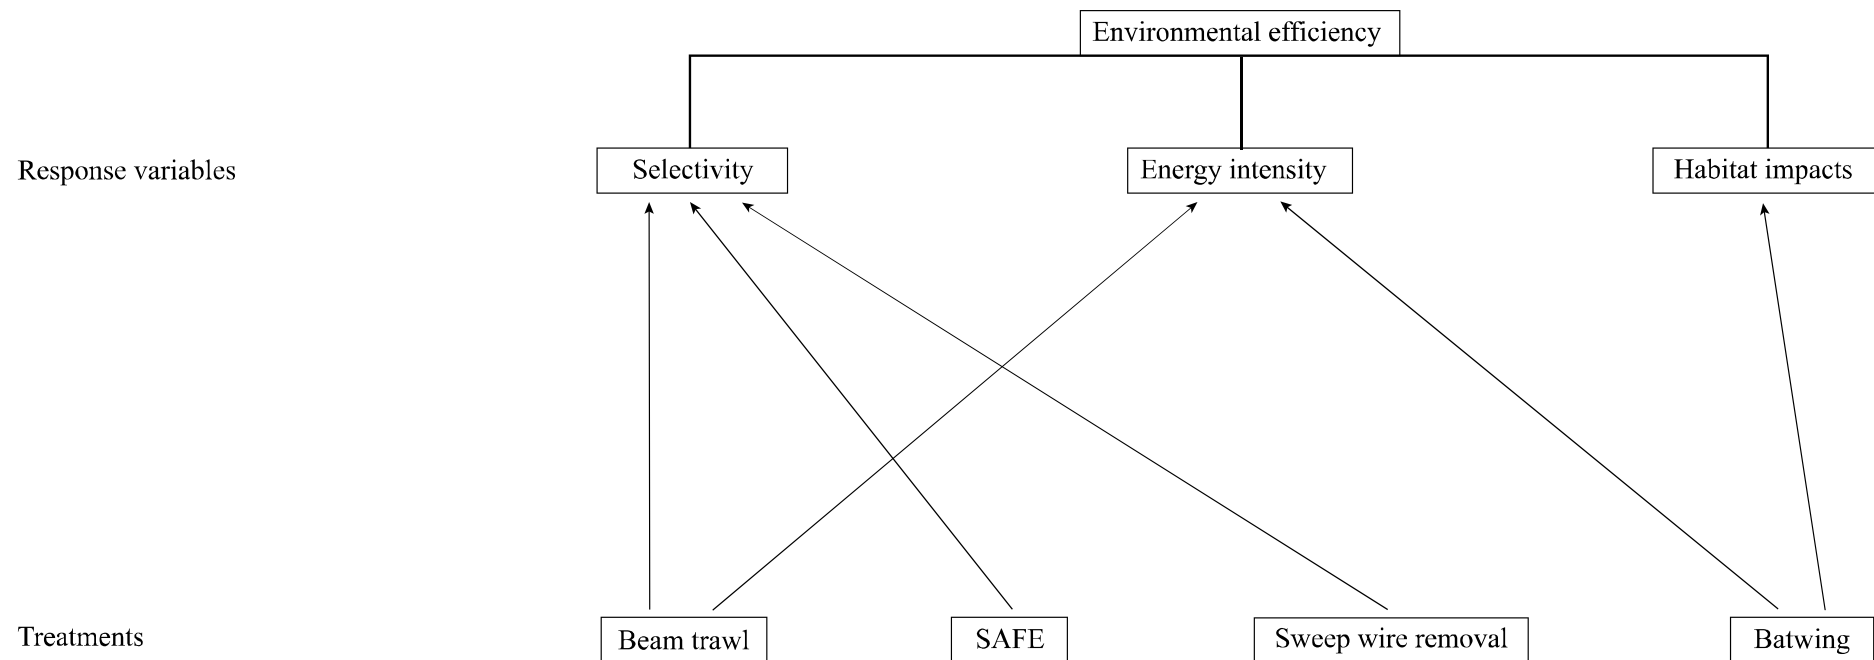 Environmental efficiency
Response variables
Selectivity
Energy intensity
Habitat impacts
Treatments
Beam trawl
SAFE
Sweep wire removal
Batwing